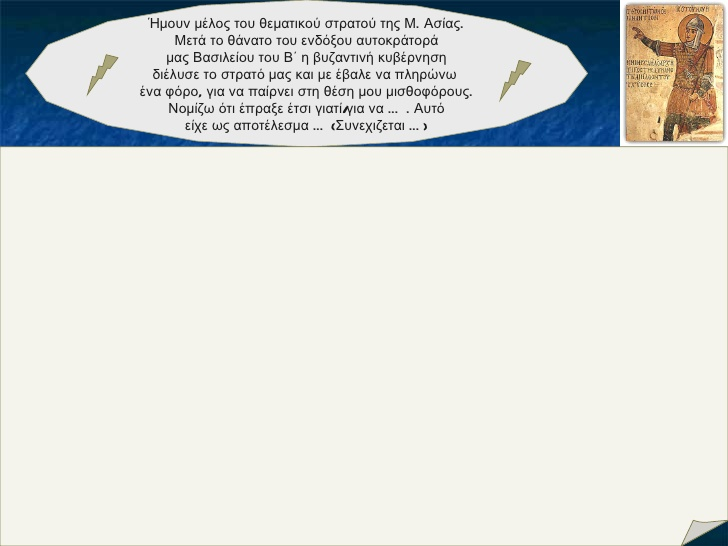 Ήμουν μέλος του θεματικού στρατού της Μ. Ασίας.
Μετά το θάνατο του ενδόξου αυτοκράτορά
μας Βασιλείου του Β΄ η βυζαντινή κυβέρνηση
διέλυσε το στρατό μας και με έβαλε να πληρώνω
ένα φόρο, για να παίρνει στη θέση μου μισθοφόρους.
Νομίζω ότι έπραξε έτσι γιατί/για να ... . Αυτό
είχε ως αποτέλεσμα ... (Συνεχιζεται ... )